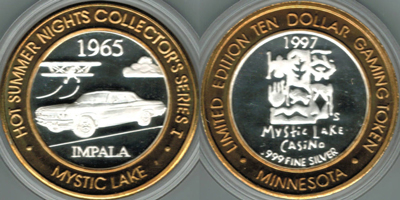 HOT SUMMER NIGHTS COLLECTOR'S SERIES I
1965
IMPALA
• MYSTIC LAKE •
LIMITED EDITION TEN DOLLAR GAMING TOKEN
1997
MYSTIC LAKE
CASINO
.999 FINE SILVER
• MINNESOTA •